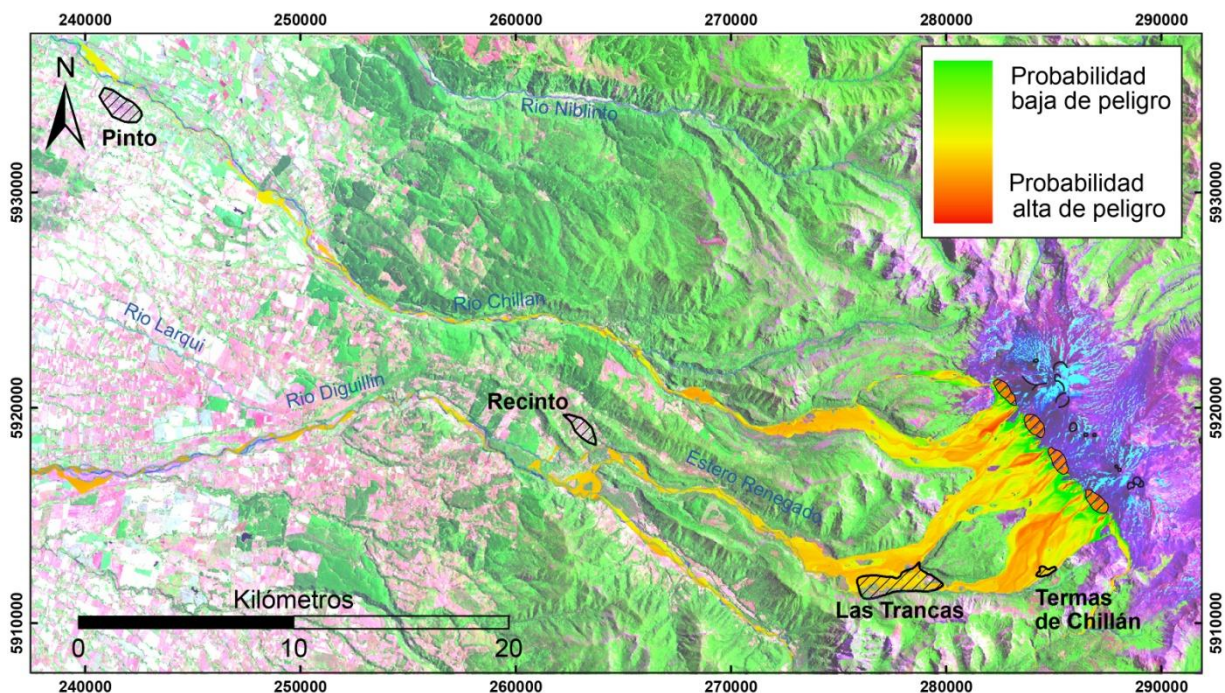 240000 250000 260000 270000 280000 290000
N
Pinto
Rio Niblinto
Probabilidad
baja de peligro
Probabilidad
alta de peligro
5930000
5930000
Rio Larqui
Rio Chillan
Rio Diguillin
Recinto
5920000
5920000
Estero Renegado
Kilómetros
0 10 20
Las Trancas
Termas
de Chillán
5910000
5910000
240000 250000 260000 270000 280000 290000